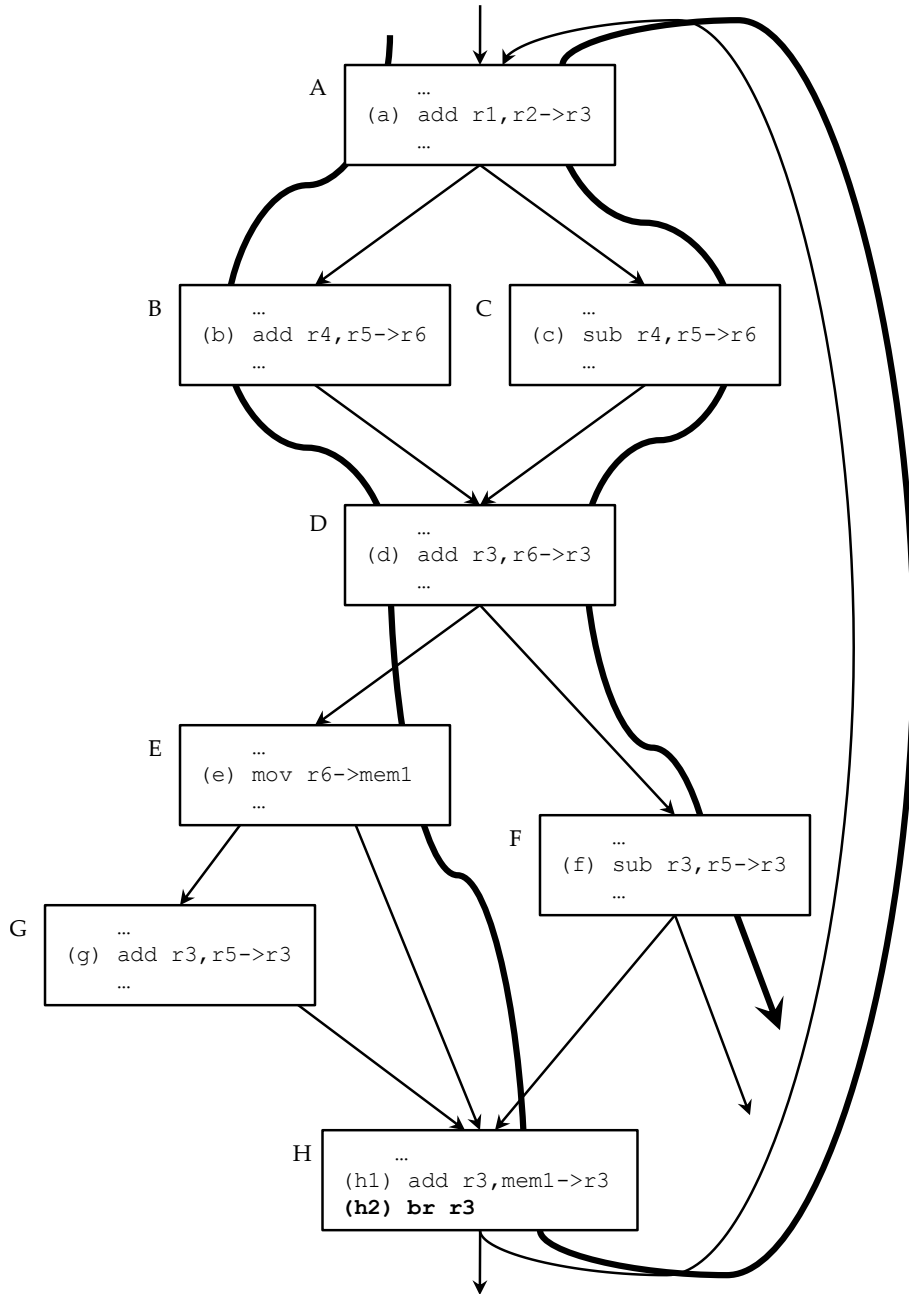 A
…
(a) add r1,r2->r3
…
B
…
(b) add r4,r5->r6
…
C
…
(c) sub r4,r5->r6
…
D
…
(d) add r3,r6->r3
…
E
…
(e) mov r6->mem1
…
F
…
(f) sub r3,r5->r3
…
G
…
(g) add r3,r5->r3
…
H
…
(h1) add r3,mem1->r3
(h2) br r3